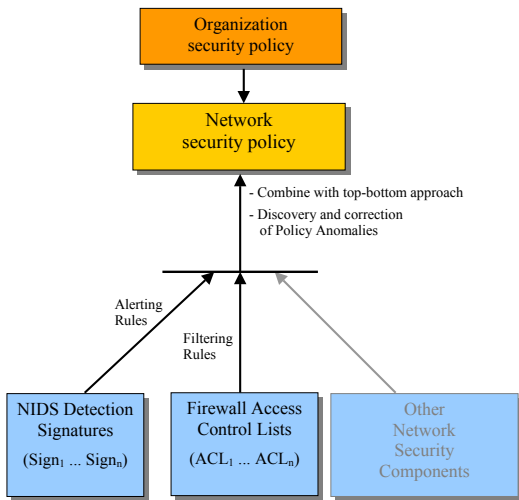 Organization
security policy
Network
security policy
- Combine with top-bottom approach
- Discovery and correction
of Policy Anomalies
Alerting
Rules
Filtering
Rules
NIDS Detection
Signatures
(Sign₁ ... Signₙ)
Firewall Access
Control Lists
(ACL₁ ... ACLₙ)
Other
Network
Security
Components